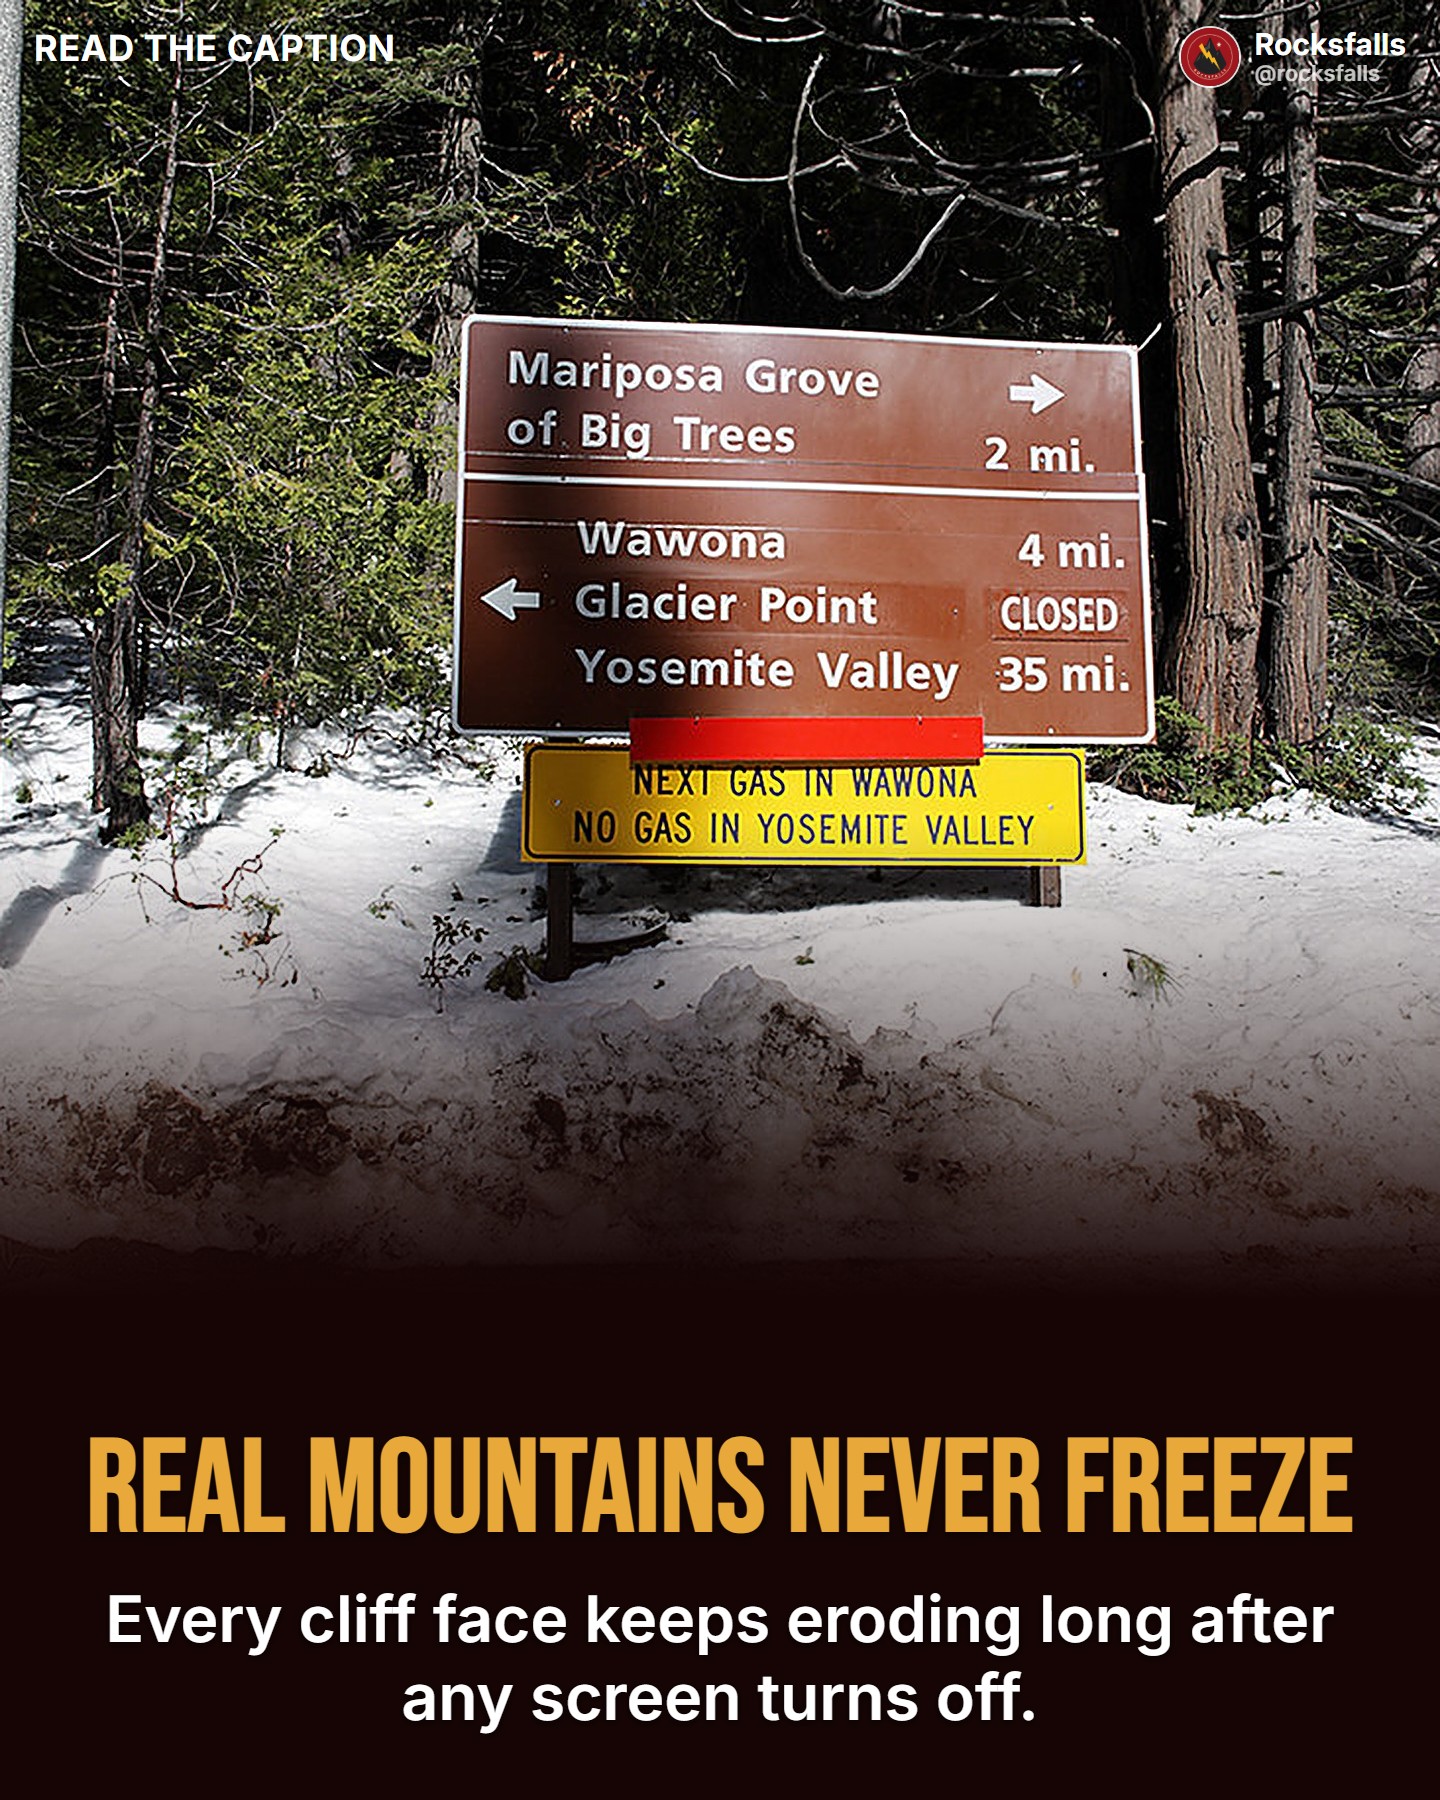 READ THE CAPTION
Rocksfalls
@rocksfalls
Mariposa Grove
of Big Trees
2 mi.
Wawona 4 mi.
Glacier Point CLOSED
Yosemite Valley 35 mi.
NEXT GAS IN WAWONA
NO GAS IN YOSEMITE VALLEY
REAL MOUNTAINS NEVER FREEZE
Every cliff face keeps eroding long after
any screen turns off.